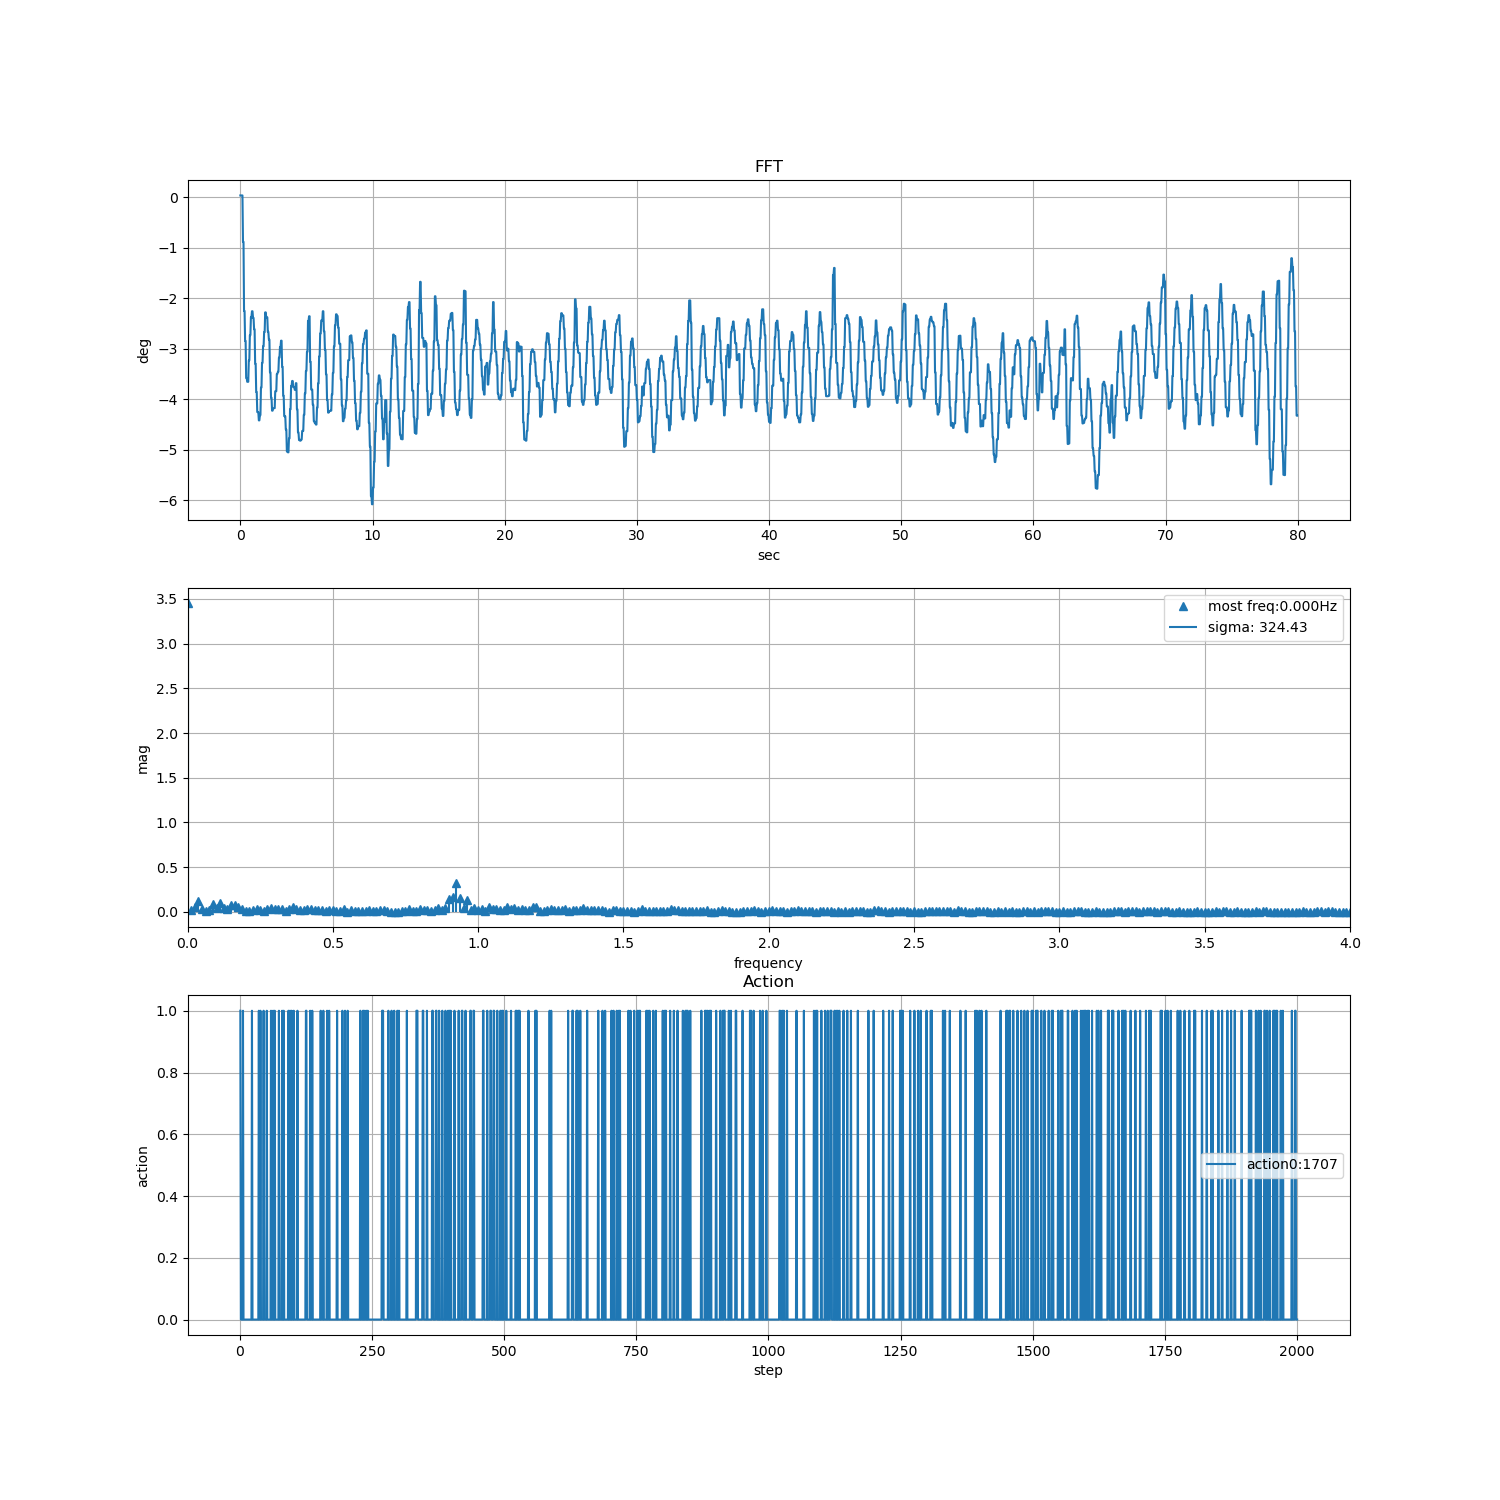 FFT
0
−1
−2
−3
−4
−5
−6
deg
0 10 20 30 40 50 60 70 80
sec
3.5
3.0
2.5
2.0
1.5
1.0
0.5
0.0
mag
most freq:0.000Hz
sigma: 324.43
0.0 0.5 1.0 1.5 2.0 2.5 3.0 3.5 4.0
frequency
Action
1.0
0.8
0.6
0.4
0.2
0.0
action
action0:1707
0 250 500 750 1000 1250 1500 1750 2000
step